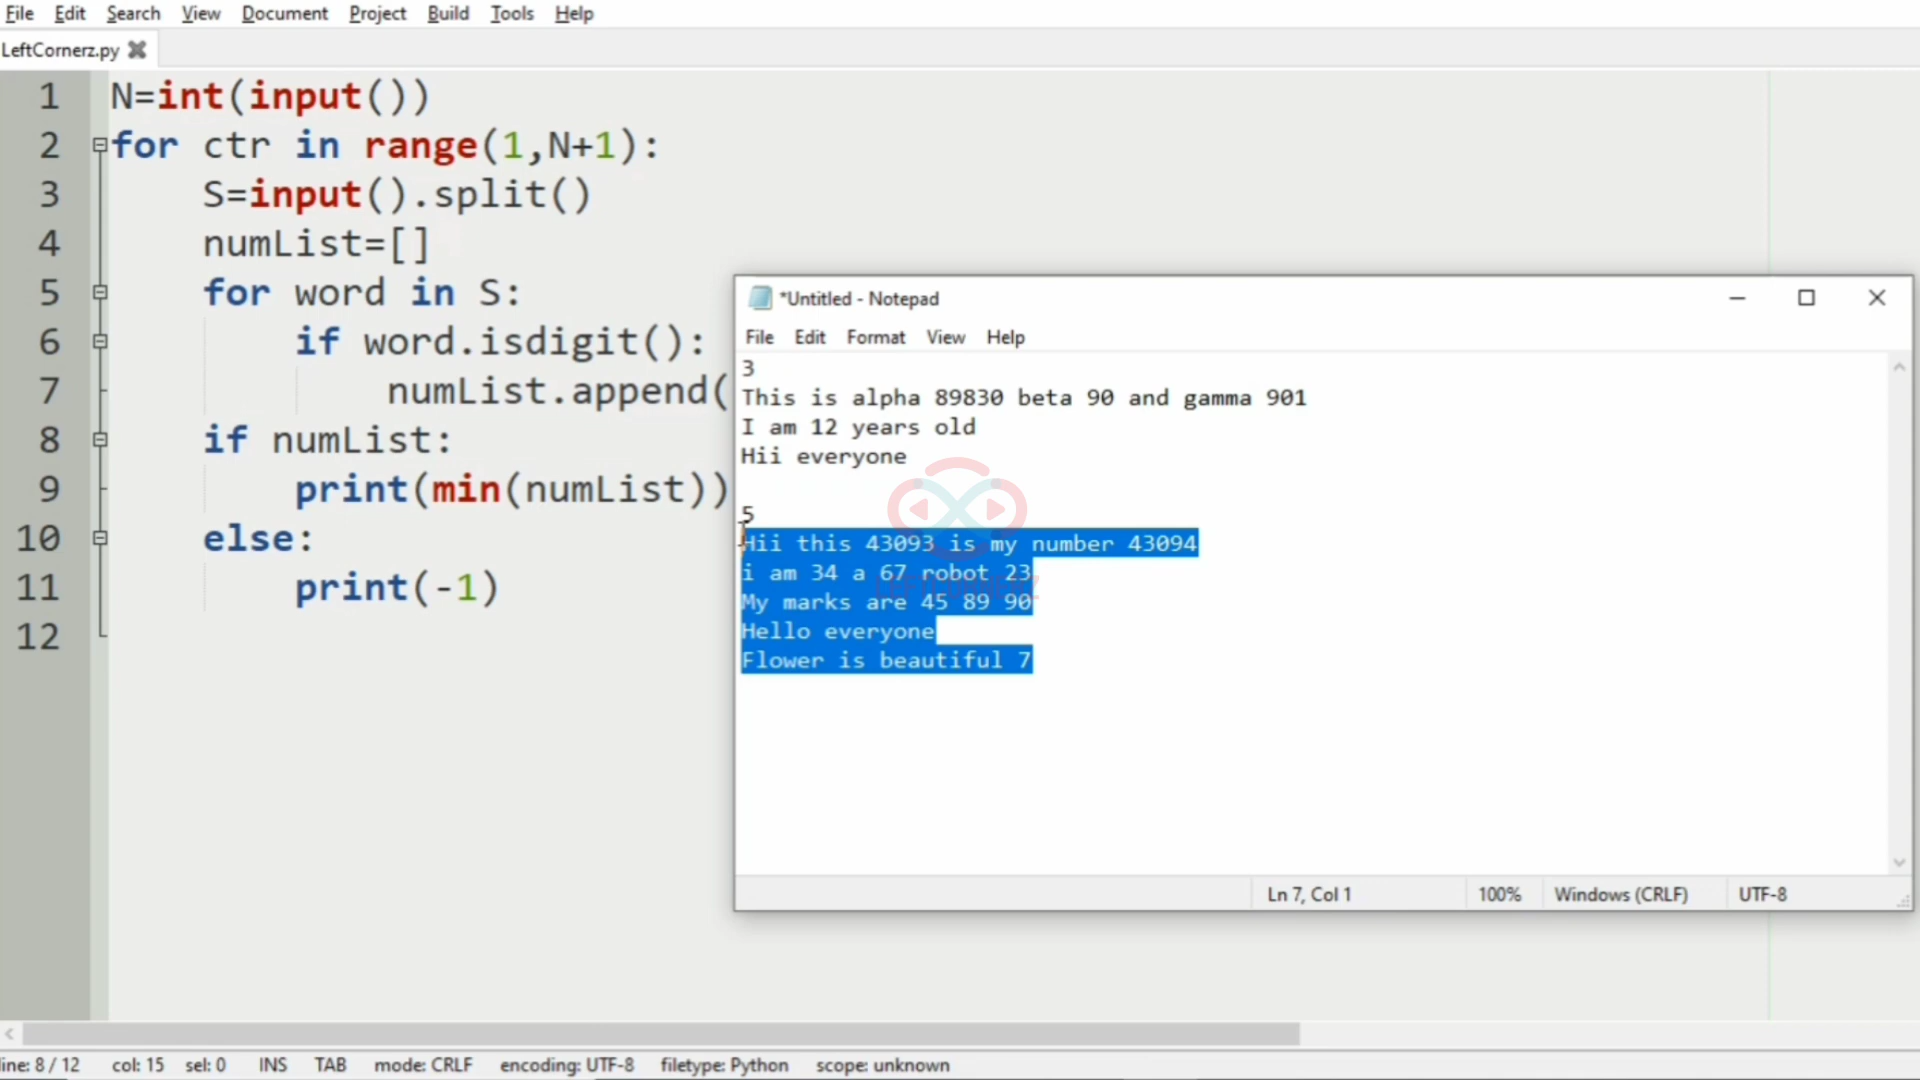 File Edit Search View Document Project Build Tools Help
LeftCornerz.py
1 N=int(input())
2 for ctr in range(1,N+1):
3 S=input().split()
4 numList=[]
5 for word in S:
6 if word.isdigit():
7 numList.append(
8 if numList:
9 print(min(numList))
10 else:
11 print(-1)
12
*Untitled - Notepad
File Edit Format View Help
3
This is alpha 89830 beta 90 and gamma 901
I am 12 years old
Hii everyone
5
Hii this 43093 is my number 43094
i am 34 a 67 robot 23
My marks are 45 89 90
Hello everyone
Flower is beautiful 7
Ln 7, Col 1 100% Windows (CRLF) UTF-8
line: 8 / 12 col: 15 sel: 0 INS TAB mode: CRLF encoding: UTF-8 filetype: Python scope: unknown